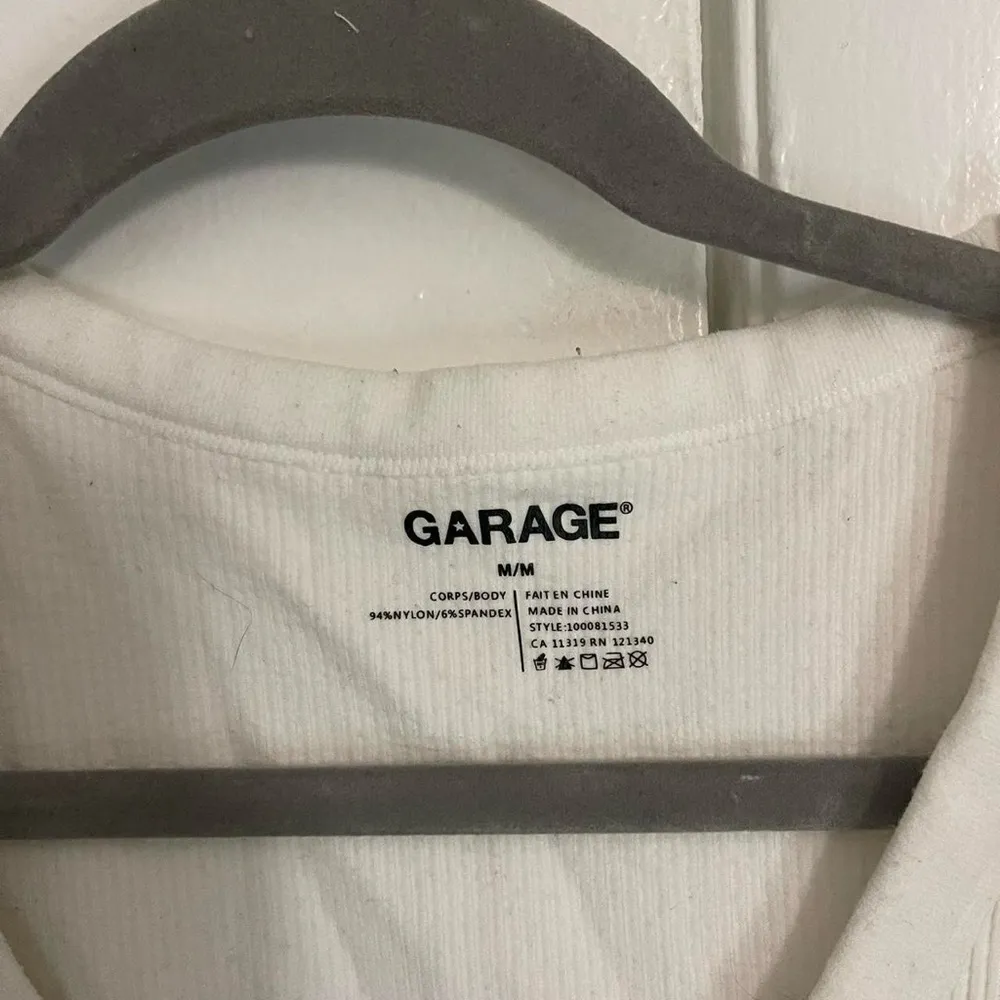 GARAGE®
M/M
CORPS/BODY
94%NYLON/6%SPANDEX
FAIT EN CHINE
MADE IN CHINA
STYLE:100081533
CA 11319 RN 121340